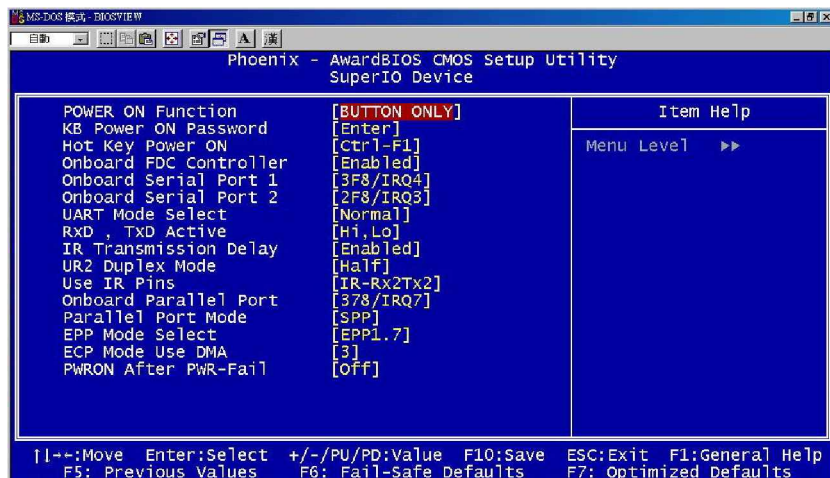 MS-DOS 模式 - BIOSVIEW
自動 A 漢
Phoenix - AwardBIOS CMOS Setup Utility
SuperIO Device
POWER ON Function [BUTTON ONLY]
KB Power ON Password [Enter]
Hot Key Power ON [Ctrl-F1]
Onboard FDC Controller [Enabled]
Onboard Serial Port 1 [3F8/IRQ4]
Onboard Serial Port 2 [2F8/IRQ3]
UART Mode Select [Normal]
RxD , TxD Active [Hi,Lo]
IR Transmission Delay [Enabled]
UR2 Duplex Mode [Half]
Use IR Pins [IR-Rx2Tx2]
Onboard Parallel Port [378/IRQ7]
Parallel Port Mode [SPP]
EPP Mode Select [EPP1.7]
ECP Mode Use DMA [3]
PWRON After PWR-Fail [Off]
Item Help
Menu Level ▶▶
↑↓→←:Move Enter:Select +/-/PU/PD:Value F10:Save ESC:Exit F1:General Help
F5: Previous Values F6: Fail-Safe Defaults F7: Optimized Defaults